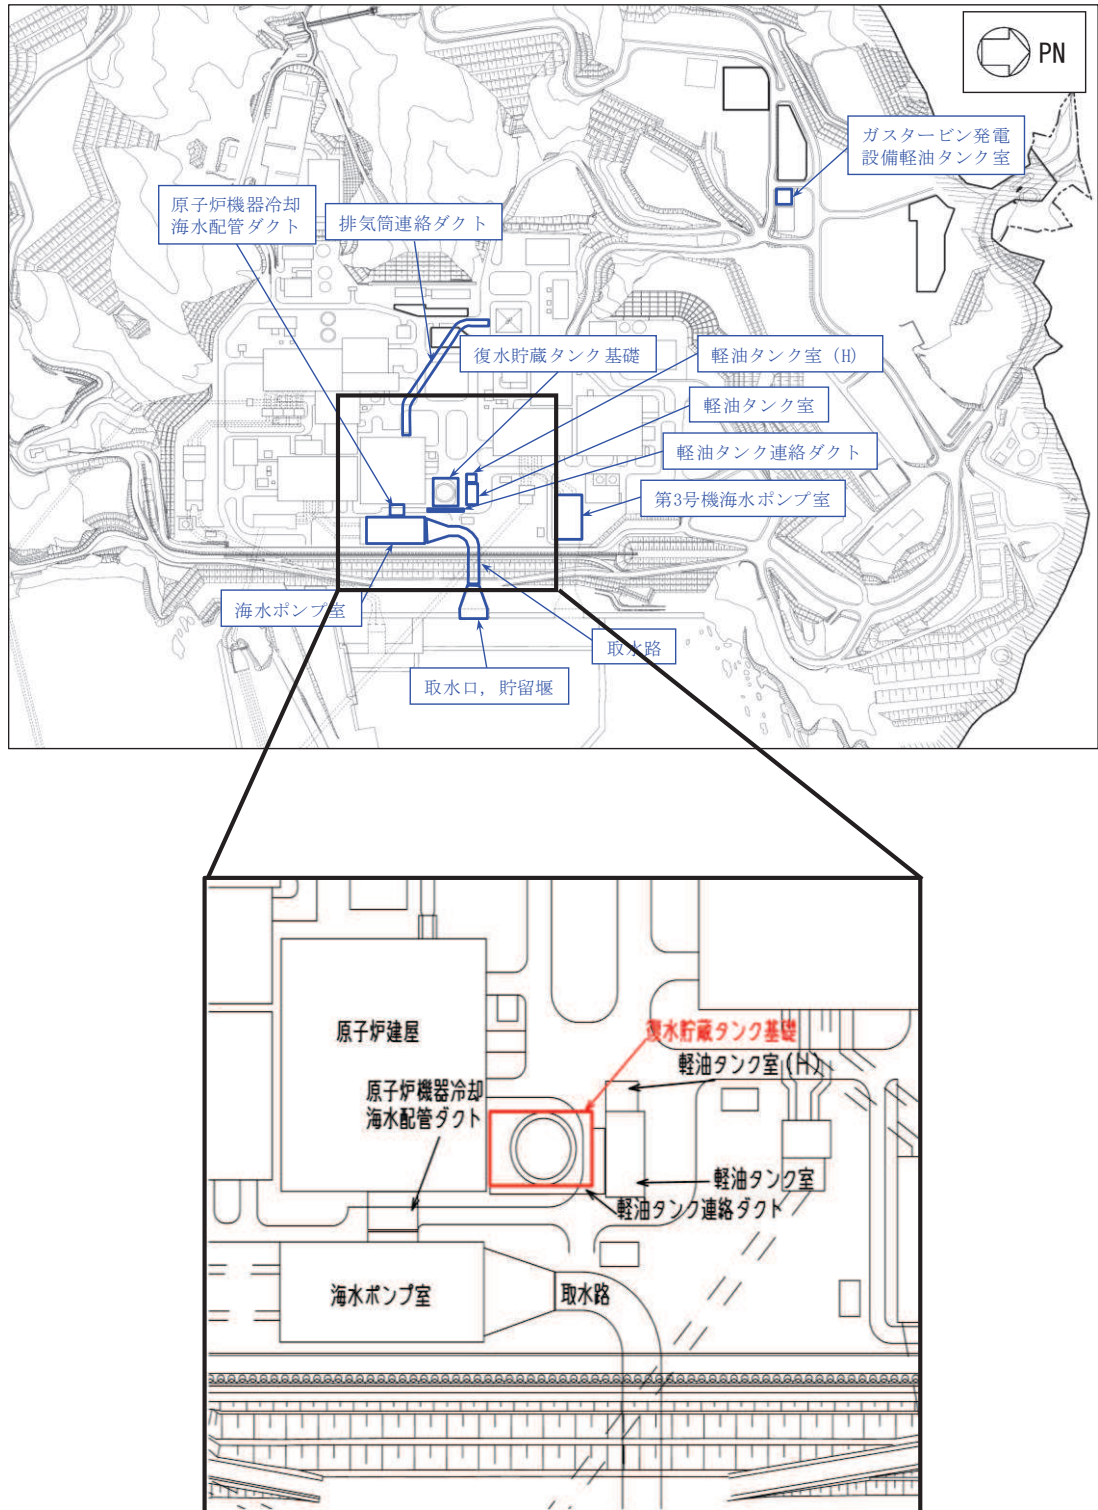 PN
ガスタービン発電
設備軽油タンク室
原子炉機器冷却
海水配管ダクト
排気筒連絡ダクト
復水貯蔵タンク基礎
軽油タンク室（H）
軽油タンク室
軽油タンク連絡ダクト
第3号機海水ポンプ室
海水ポンプ室
取水路
取水口，貯留堰
原子炉建屋
復水貯蔵タンク基礎
軽油タンク室(H)
原子炉機器冷却
海水配管ダクト
軽油タンク室
軽油タンク連絡ダクト
海水ポンプ室
取水路